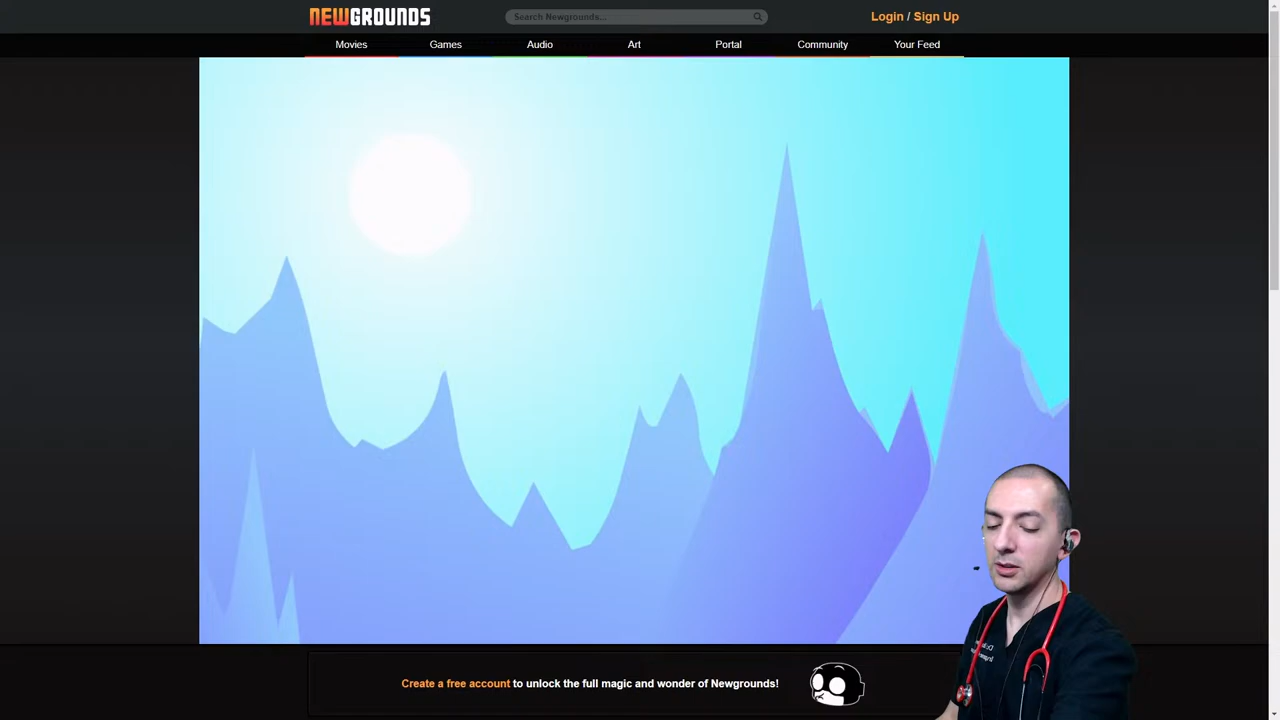 NEWGROUNDS
Search Newgrounds...
Login / Sign Up
Movies
Games
Audio
Art
Portal
Community
Your Feed
Create a free account to unlock the full magic and wonder of Newgrounds!